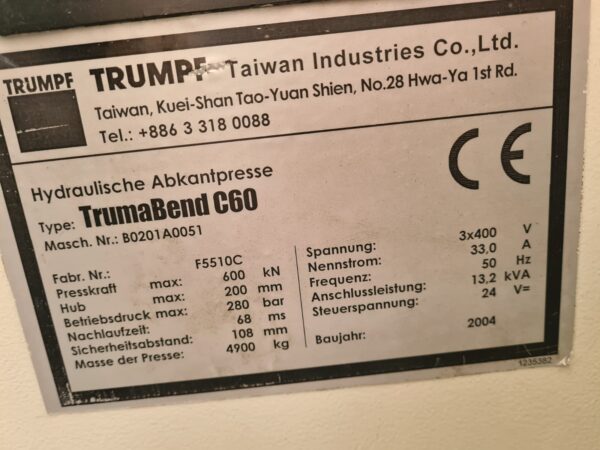 TRUMPF
TRUMPF Taiwan Industries Co.,Ltd.
Taiwan, Kuei-Shan Tao-Yuan Shien, No.28 Hwa-Ya 1st Rd.
Tel.: +886 3 318 0088
Hydraulische Abkantpresse
Type: TrumaBend C60
Masch. Nr.: B0201A0051
CE
Fabr. Nr.: F5510C
Presskraft max: 600 kN
Hub max: 200 mm
Betriebsdruck max: 280 bar
Nachlaufzeit: 68 ms
Sicherheitsabstand: 108 mm
Masse der Presse: 4900 kg
Spannung: 3x400 V
Nennstrom: 33,0 A
Frequenz: 50 Hz
Anschlussleistung: 13,2 kVA
Steuerspannung: 24 V=
Baujahr: 2004
1235382